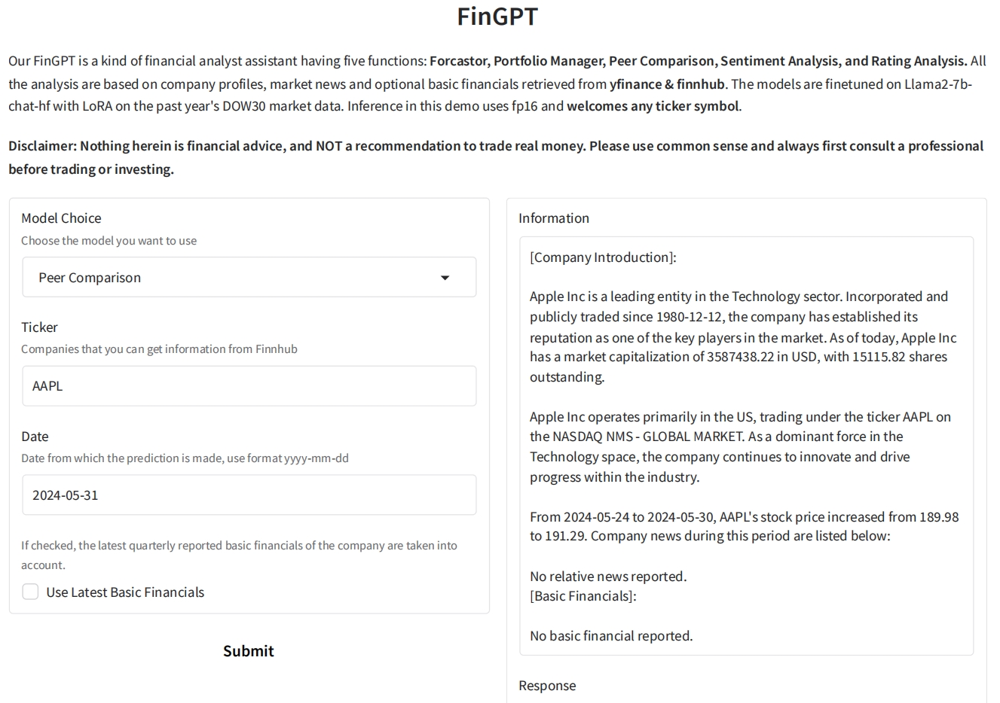 FinGPT
Our FinGPT is a kind of financial analyst assistant having five functions: Forcastor, Portfolio Manager, Peer Comparison, Sentiment Analysis, and Rating Analysis. All
the analysis are based on company profiles, market news and optional basic financials retrieved from yfinance & finnhub. The models are finetuned on Llama2-7b-
chat-hf with LoRA on the past year's DOW30 market data. Inference in this demo uses fp16 and welcomes any ticker symbol.
Disclaimer: Nothing herein is financial advice, and NOT a recommendation to trade real money. Please use common sense and always first consult a professional
before trading or investing.
Model Choice
Choose the model you want to use
Peer Comparison
Ticker
Companies that you can get information from Finnhub
AAPL
Date
Date from which the prediction is made, use format yyyy-mm-dd
2024-05-31
If checked, the latest quarterly reported basic financials of the company are taken into
account.
Use Latest Basic Financials
Submit
Information
[Company Introduction]:
Apple Inc is a leading entity in the Technology sector. Incorporated and
publicly traded since 1980-12-12, the company has established its
reputation as one of the key players in the market. As of today, Apple Inc
has a market capitalization of 3587438.22 in USD, with 15115.82 shares
outstanding.
Apple Inc operates primarily in the US, trading under the ticker AAPL on
the NASDAQ NMS - GLOBAL MARKET. As a dominant force in the
Technology space, the company continues to innovate and drive
progress within the industry.
From 2024-05-24 to 2024-05-30, AAPL's stock price increased from 189.98
to 191.29. Company news during this period are listed below:
No relative news reported.
[Basic Financials]:
No basic financial reported.
Response